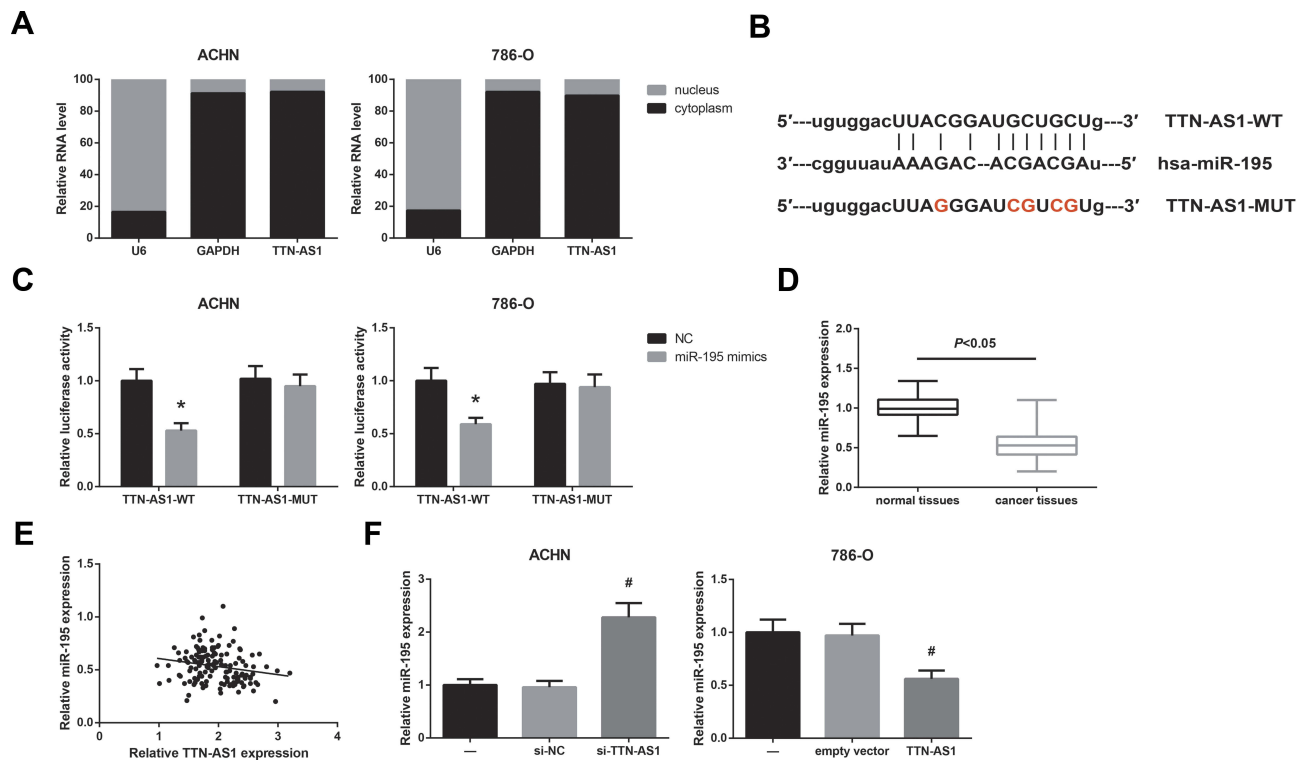 A
ACHN
786-O
Relative RNA level
100
80
60
40
20
0
U6
GAPDH
TTN-AS1
Relative RNA level
100
80
60
40
20
0
U6
GAPDH
TTN-AS1
nucleus
cytoplasm
B
5′---uguggacUUACGGAUGCUGCUg---3′ TTN-AS1-WT
3′---cgguuauAAAGAC--ACGACGAu---5′ hsa-miR-195
5′---uguggacUUAGGGAUCGUCGUg---3′ TTN-AS1-MUT
C
ACHN
786-O
Relative luciferase activity
1.5
1.0
0.5
0.0
*
TTN-AS1-WT
TTN-AS1-MUT
Relative luciferase activity
1.5
1.0
0.5
0.0
*
TTN-AS1-WT
TTN-AS1-MUT
NC
miR-195 mimics
D
Relative miR-195 expression
2.0
1.5
1.0
0.5
0.0
P<0.05
normal tissues
cancer tissues
E
Relative miR-195 expression
1.5
1.0
0.5
0.0
0
1
2
3
4
Relative TTN-AS1 expression
F
ACHN
Relative miR-195 expression
3
2
1
0
#
—
si-NC
si-TTN-AS1
786-O
Relative miR-195 expression
1.5
1.0
0.5
0.0
#
—
empty vector
TTN-AS1